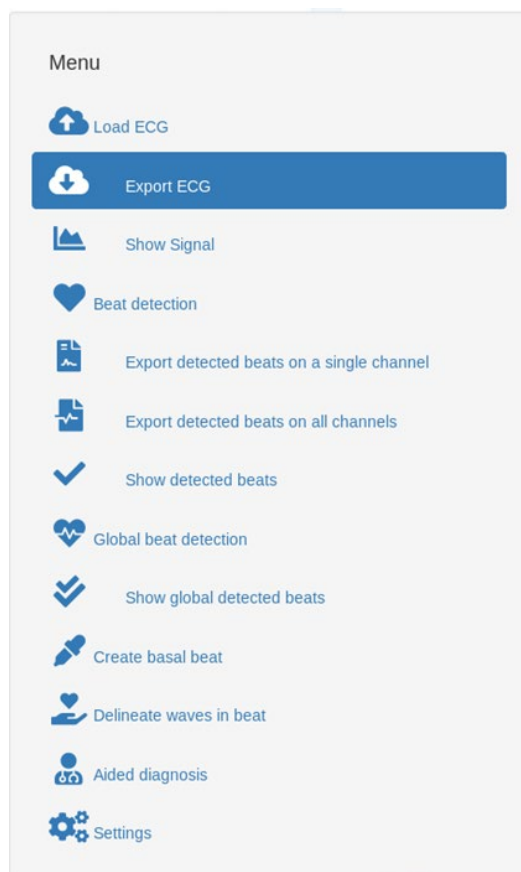 Menu
Load ECG
Export ECG
Show Signal
Beat detection
Export detected beats on a single channel
Export detected beats on all channels
Show detected beats
Global beat detection
Show global detected beats
Create basal beat
Delineate waves in beat
Aided diagnosis
Settings